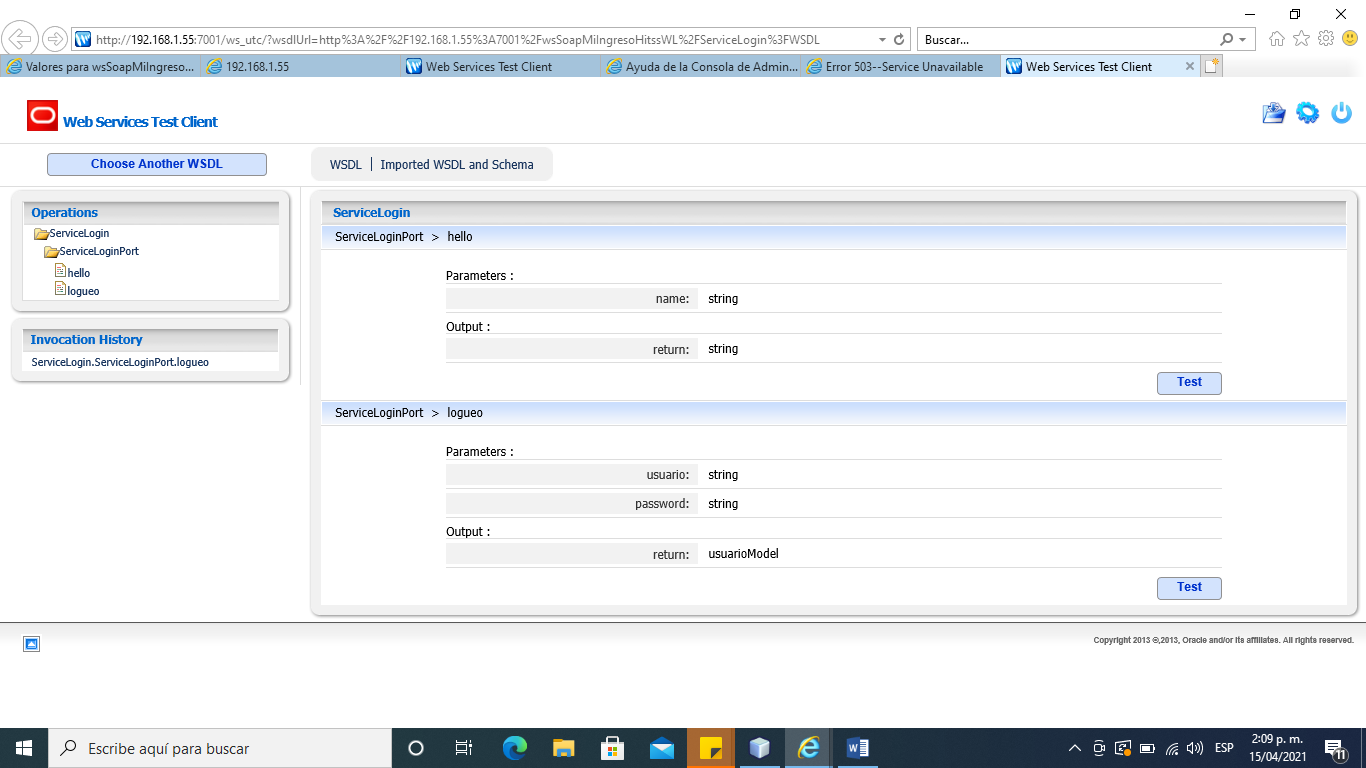 http://192.168.1.55:7001/ws_utc/?wsdlUrl=http%3A%2F%2F192.168.1.55%3A7001%2FwsSoapMiIngresoHitssWL%2FServiceLogin%3FWSDL
Buscar...
Valores para wsSoapMiIngreso...
192.168.1.55
Web Services Test Client
Ayuda de la Consola de Admin...
Error 503--Service Unavailable
Web Services Test Client
Web Services Test Client
Choose Another WSDL
WSDL | Imported WSDL and Schema
Operations
ServiceLogin
ServiceLoginPort
hello
logueo
Invocation History
ServiceLogin.ServiceLoginPort.logueo
ServiceLogin
ServiceLoginPort > hello
Parameters :
name: string
Output :
return: string
Test
ServiceLoginPort > logueo
Parameters :
usuario: string
password: string
Output :
return: usuarioModel
Test
Copyright 2013 ©,2013, Oracle and/or its affiliates. All rights reserved.
Escribe aquí para buscar
ESP
2:09 p. m.
15/04/2021
11